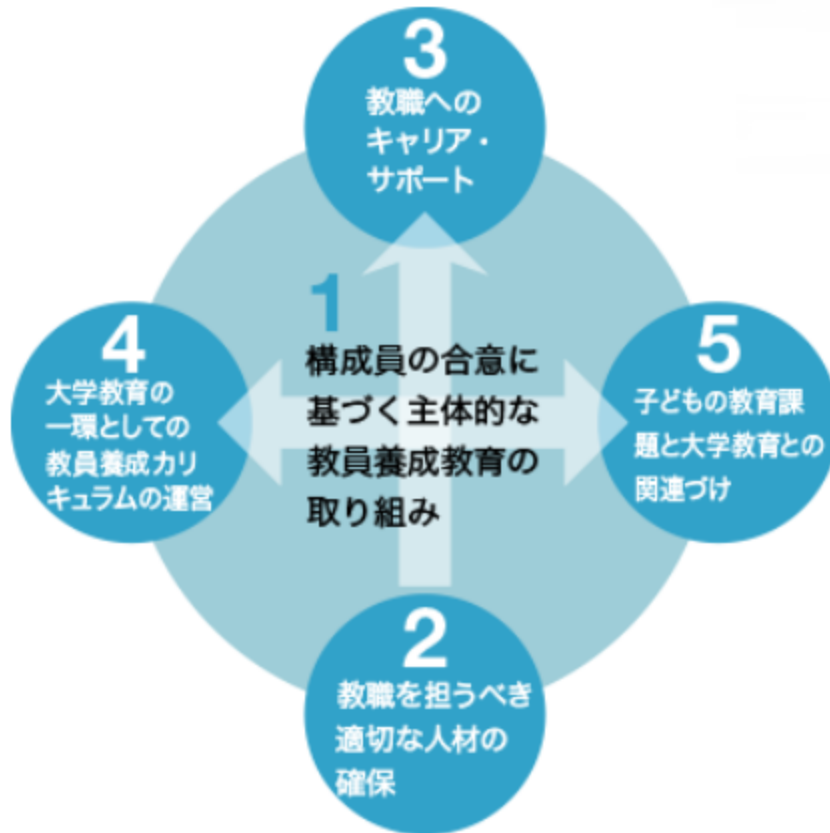 3
教職への
キャリア・
サポート
1
構成員の合意に
基づく主体的な
教員養成教育の
取り組み
4
大学教育の
一環としての
教員養成カリ
キュラムの運営
5
子どもの教育課
題と大学教育との
関連づけ
2
教職を担うべき
適切な人材の
確保